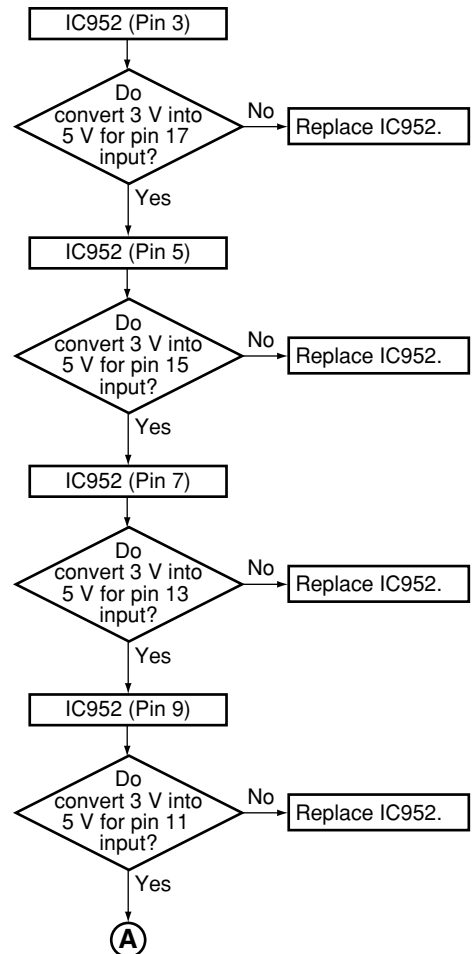 IC952 (Pin 3)
Do
convert 3 V into
5 V for pin 17
input?
No
Replace IC952.
Yes
IC952 (Pin 5)
Do
convert 3 V into
5 V for pin 15
input?
No
Replace IC952.
Yes
IC952 (Pin 7)
Do
convert 3 V into
5 V for pin 13
input?
No
Replace IC952.
Yes
IC952 (Pin 9)
Do
convert 3 V into
5 V for pin 11
input?
No
Replace IC952.
Yes
A